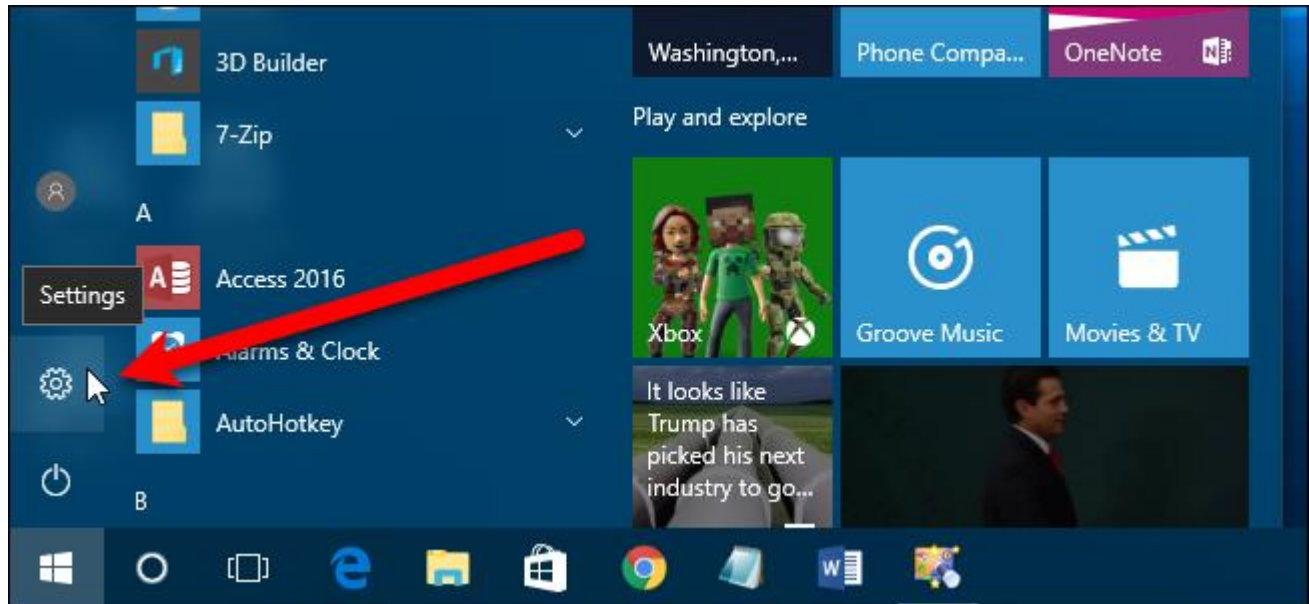 3D Builder
7-Zip
A
Settings
Access 2016
Alarms & Clock
AutoHotkey
B
Washington,...
Phone Compa...
OneNote
Play and explore
Xbox
Groove Music
Movies & TV
It looks like
Trump has
picked his next
industry to go...